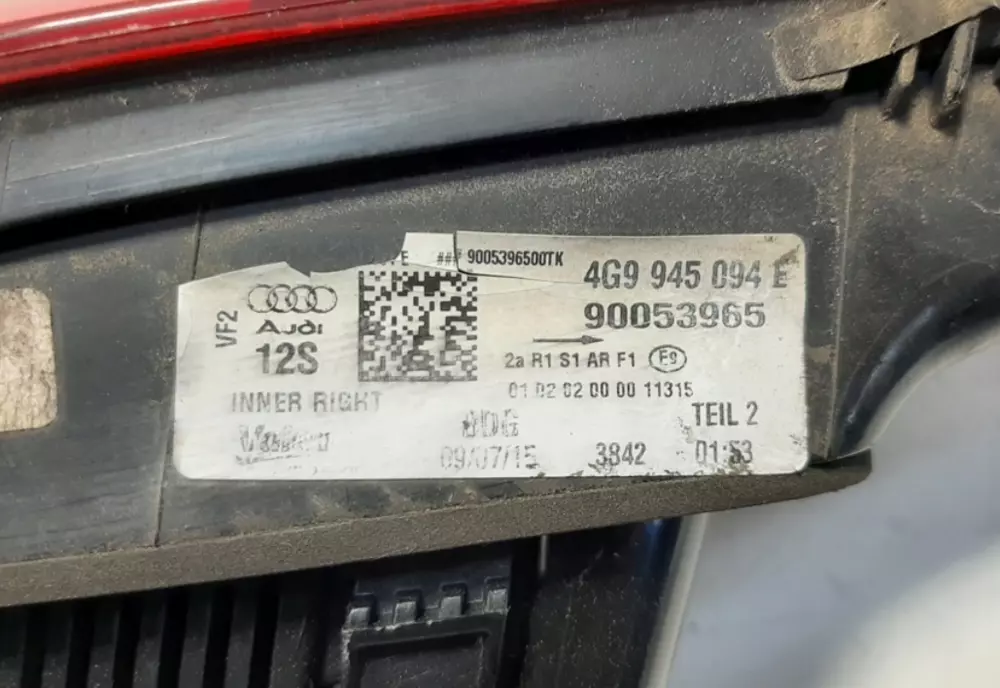 9005396500TK
4G9 945 094 E
90053965
VF2
Audi
12S
2a R1 S1 AR F1
01 02 02 00 00 11315
INNER RIGHT
TEIL 2
09/07/15
3842
01:53